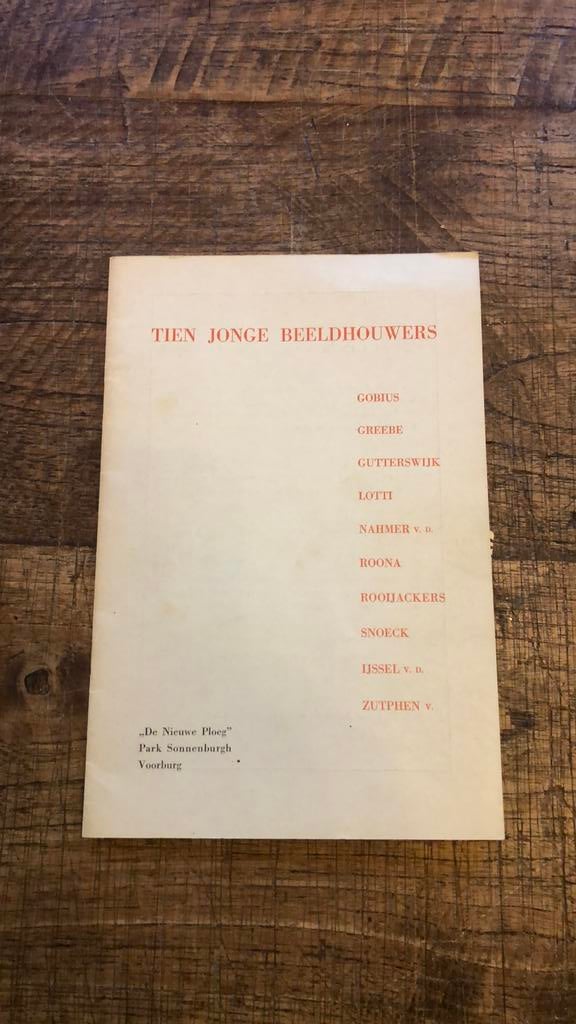 TIEN JONGE BEELDHOUWERS
GOBIUS
GREEBE
GUTTERSWIJK
LOTTI
NAHMER V. D.
ROONA
ROOIJACKERS
SNOECK
IJSSEL V. D.
ZUTPHEN V.
„De Nieuwe Ploeg”
Park Sonnenburgh
Voorburg